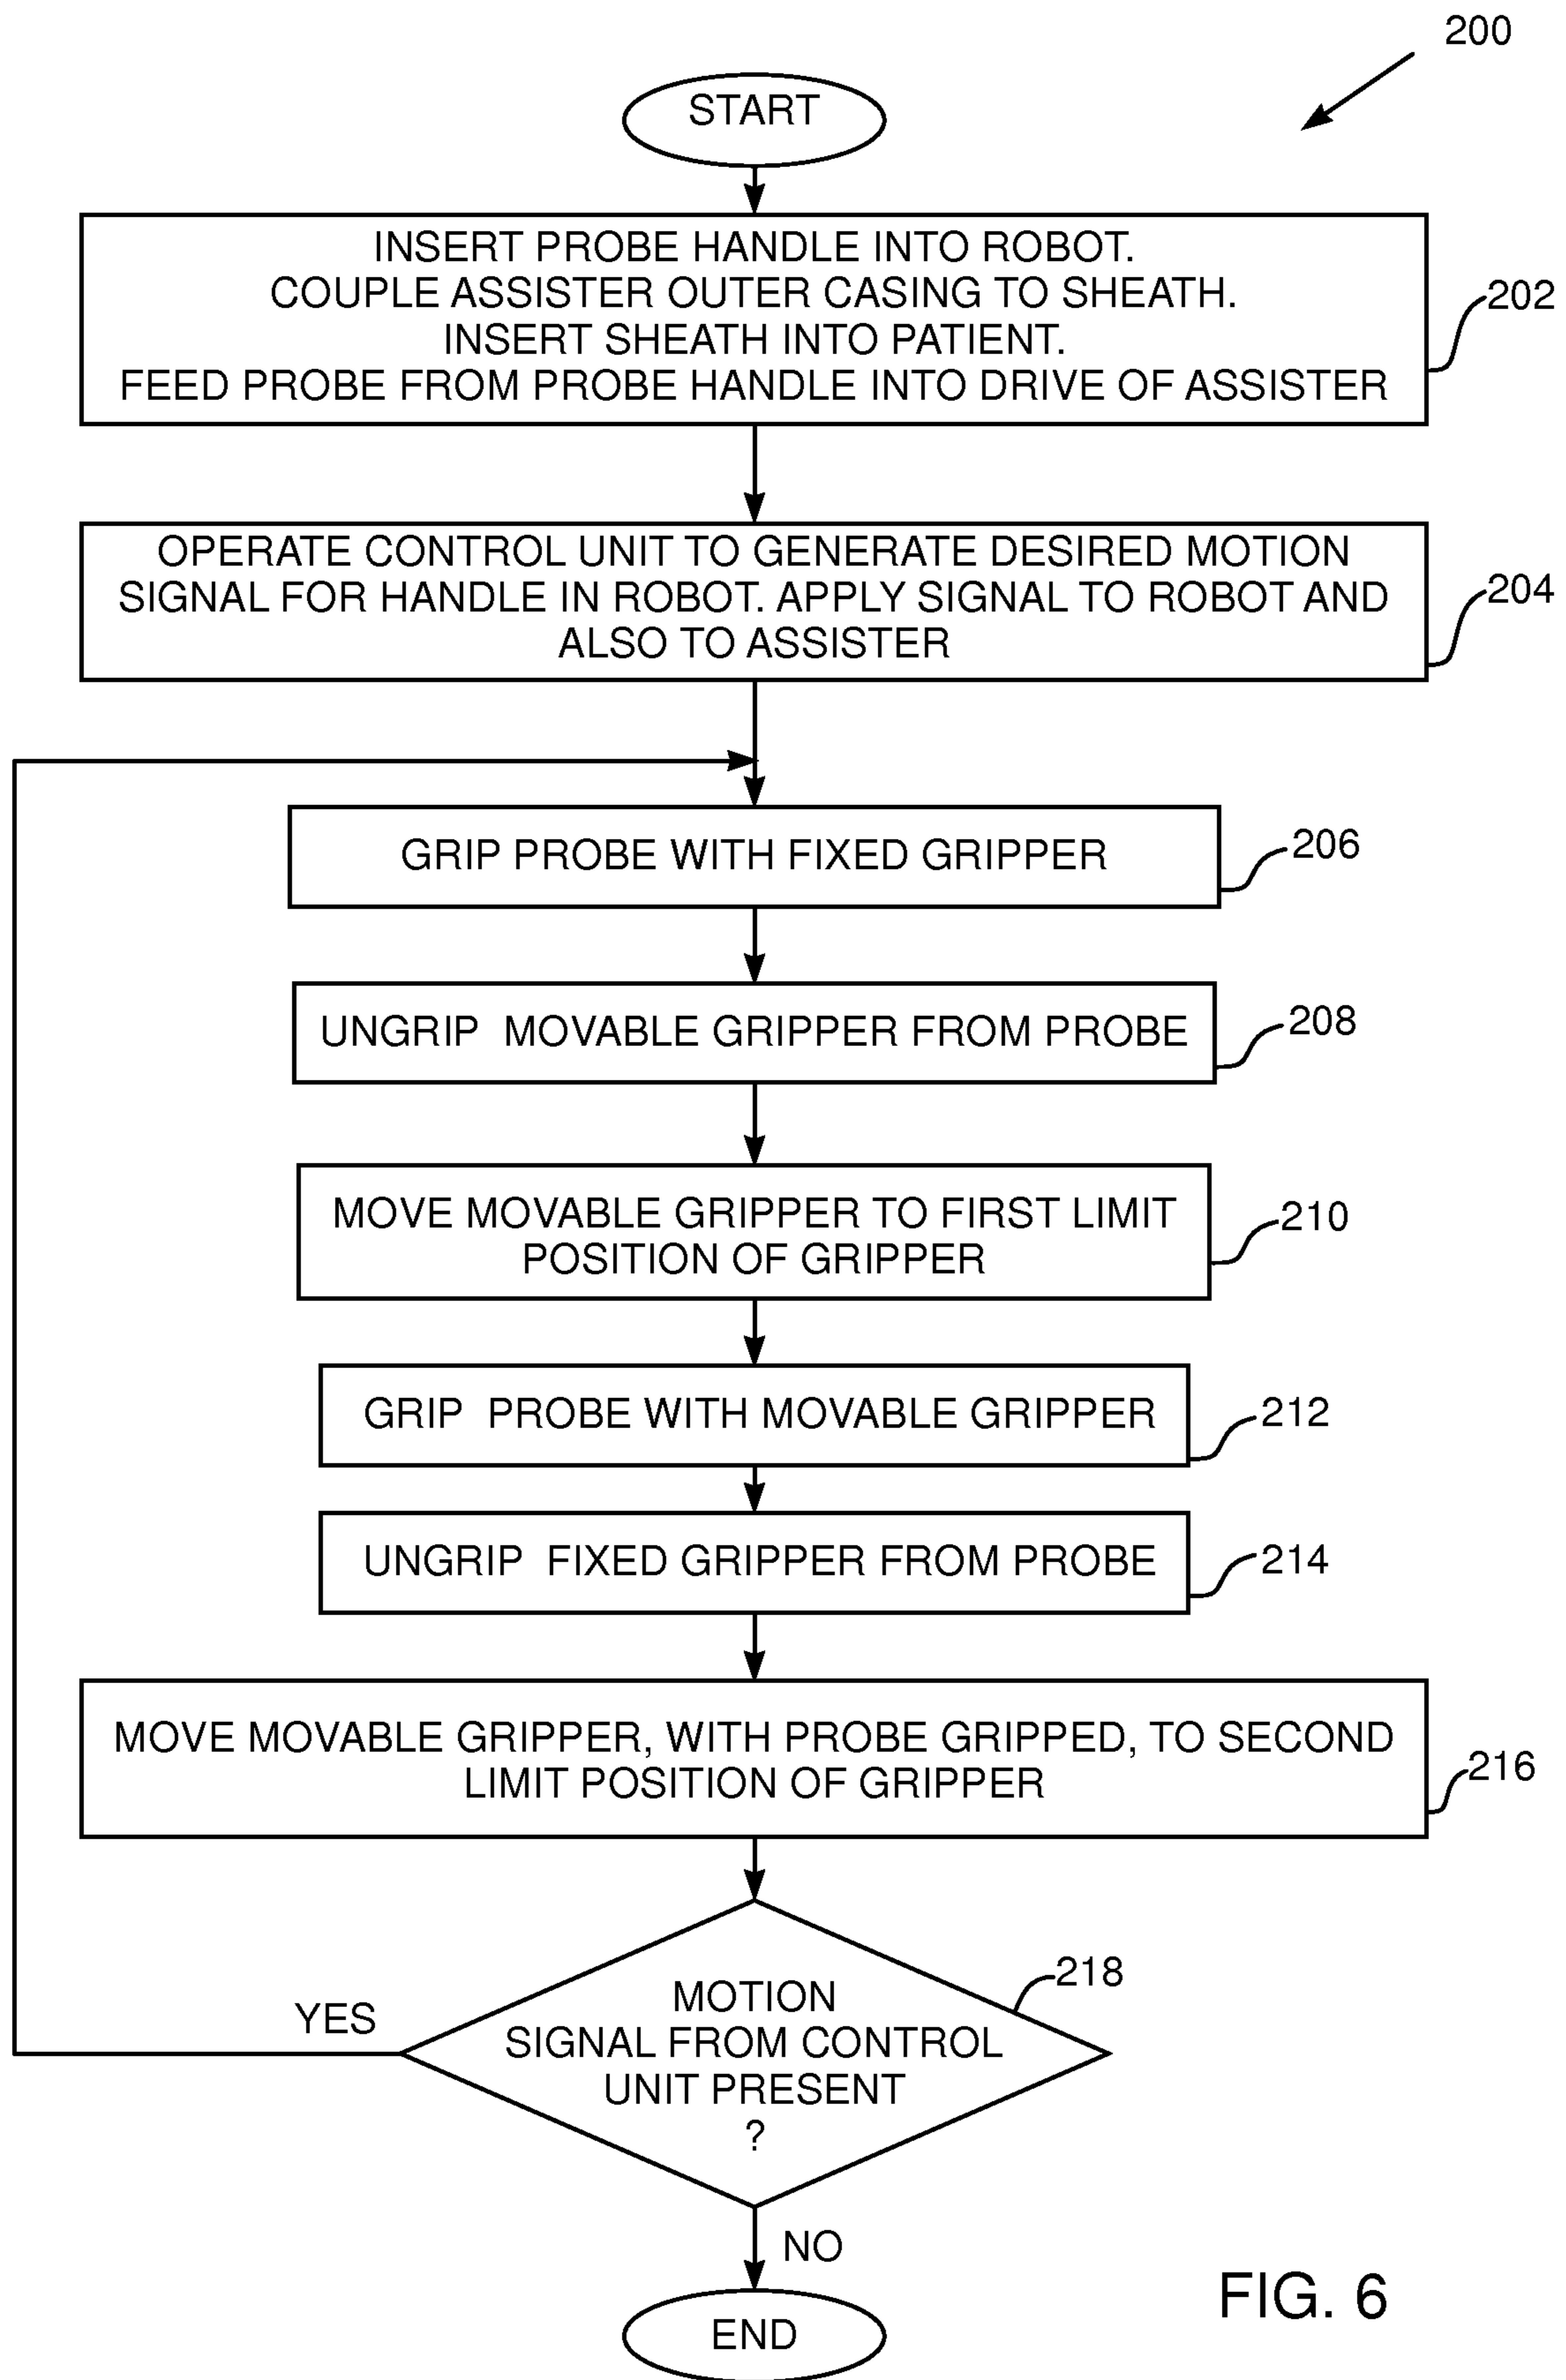 200
START
INSERT PROBE HANDLE INTO ROBOT.
COUPLE ASSISTER OUTER CASING TO SHEATH.
INSERT SHEATH INTO PATIENT.
FEED PROBE FROM PROBE HANDLE INTO DRIVE OF ASSISTER
202
OPERATE CONTROL UNIT TO GENERATE DESIRED MOTION
SIGNAL FOR HANDLE IN ROBOT. APPLY SIGNAL TO ROBOT AND
ALSO TO ASSISTER
204
GRIP PROBE WITH FIXED GRIPPER
206
UNGRIP MOVABLE GRIPPER FROM PROBE
208
MOVE MOVABLE GRIPPER TO FIRST LIMIT
POSITION OF GRIPPER
210
GRIP PROBE WITH MOVABLE GRIPPER
212
UNGRIP FIXED GRIPPER FROM PROBE
214
MOVE MOVABLE GRIPPER, WITH PROBE GRIPPED, TO SECOND
LIMIT POSITION OF GRIPPER
216
MOTION
SIGNAL FROM CONTROL
UNIT PRESENT
?
218
YES
NO
END
FIG. 6